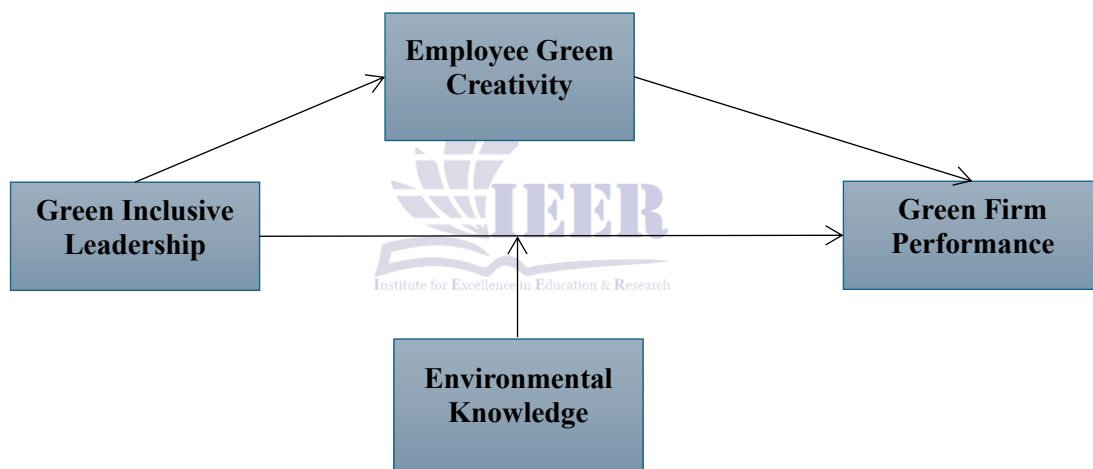 Employee Green
Creativity
Green Inclusive
Leadership
IEER
Institute for Excellence in Education & Research
Green Firm
Performance
Environmental
Knowledge